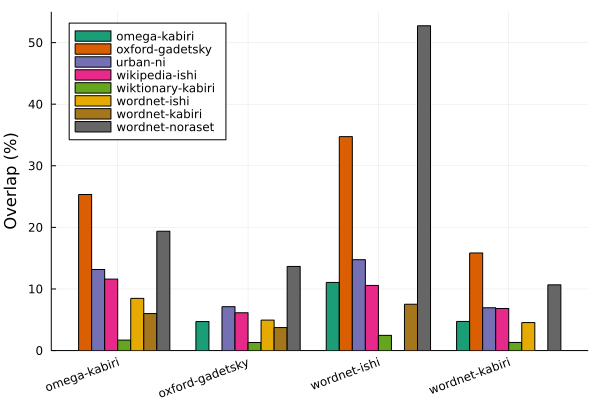 Overlap (%)
50
40
30
20
10
0
omega-kabiri
oxford-gadetsky
urban-ni
wikipedia-ishi
wiktionary-kabiri
wordnet-ishi
wordnet-kabiri
wordnet-noraset
omega-kabiri
oxford-gadetsky
wordnet-ishi
wordnet-kabiri